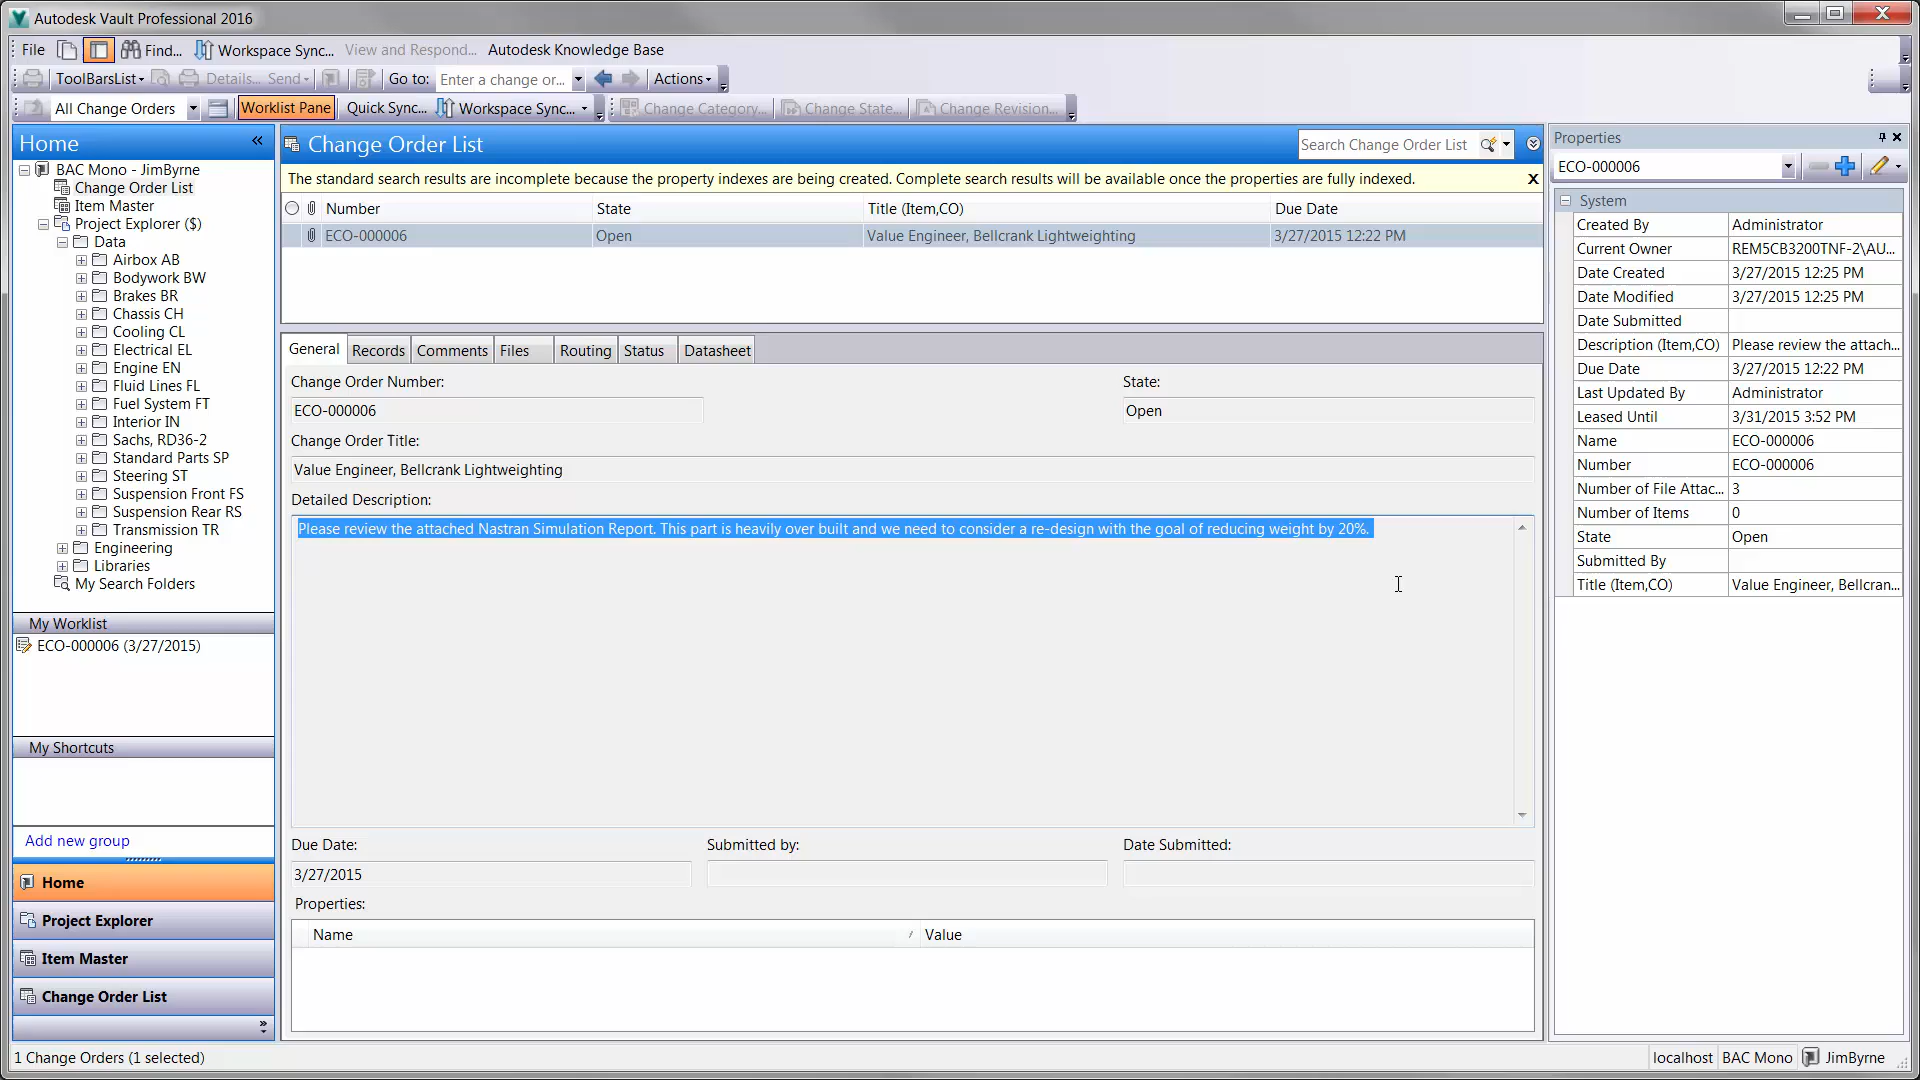 Autodesk Vault Professional 2016
File Find... Workspace Sync... View and Respond... Autodesk Knowledge Base
ToolBarsList Details... Send Go to: Enter a change or... Actions
All Change Orders Worklist Pane Quick Sync... Workspace Sync... Change Category... Change State... Change Revision...
Home
BAC Mono - JimByrne
Change Order List
Item Master
Project Explorer ($)
Data
Airbox AB
Bodywork BW
Brakes BR
Chassis CH
Cooling CL
Electrical EL
Engine EN
Fluid Lines FL
Fuel System FT
Interior IN
Sachs, RD36-2
Standard Parts SP
Steering ST
Suspension Front FS
Suspension Rear RS
Transmission TR
Engineering
Libraries
My Search Folders
My Worklist
ECO-000006 (3/27/2015)
My Shortcuts
Add new group
Home
Project Explorer
Item Master
Change Order List
Change Order List Search Change Order List
The standard search results are incomplete because the property indexes are being created. Complete search results will be available once the properties are fully indexed. X
Number State Title (Item,CO) Due Date
ECO-000006 Open Value Engineer, Bellcrank Lightweighting 3/27/2015 12:22 PM
General Records Comments Files Routing Status Datasheet
Change Order Number: State:
ECO-000006 Open
Change Order Title:
Value Engineer, Bellcrank Lightweighting
Detailed Description:
Please review the attached Nastran Simulation Report. This part is heavily over built and we need to consider a re-design with the goal of reducing weight by 20%.
Due Date: Submitted by: Date Submitted:
3/27/2015
Properties:
Name Value
Properties
ECO-000006
System
Created By Administrator
Current Owner REM5CB3200TNF-2\AU...
Date Created 3/27/2015 12:25 PM
Date Modified 3/27/2015 12:25 PM
Date Submitted
Description (Item,CO) Please review the attach...
Due Date 3/27/2015 12:22 PM
Last Updated By Administrator
Leased Until 3/31/2015 3:52 PM
Name ECO-000006
Number ECO-000006
Number of File Attac... 3
Number of Items 0
State Open
Submitted By
Title (Item,CO) Value Engineer, Bellcran...
1 Change Orders (1 selected) localhost BAC Mono JimByrne